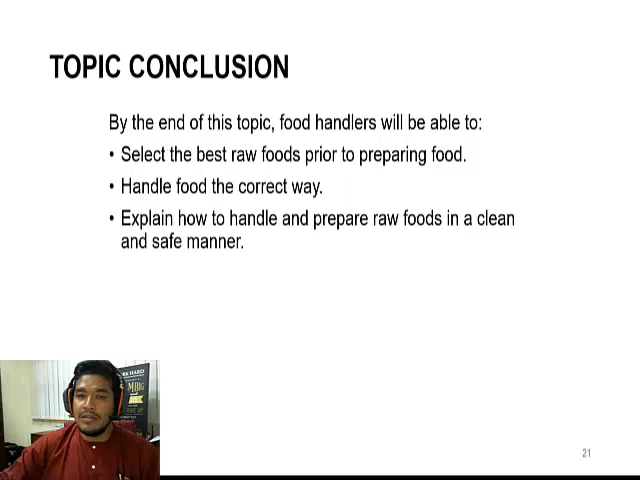 TOPIC CONCLUSION
By the end of this topic, food handlers will be able to:
• Select the best raw foods prior to preparing food.
• Handle food the correct way.
• Explain how to handle and prepare raw foods in a clean
and safe manner.
21